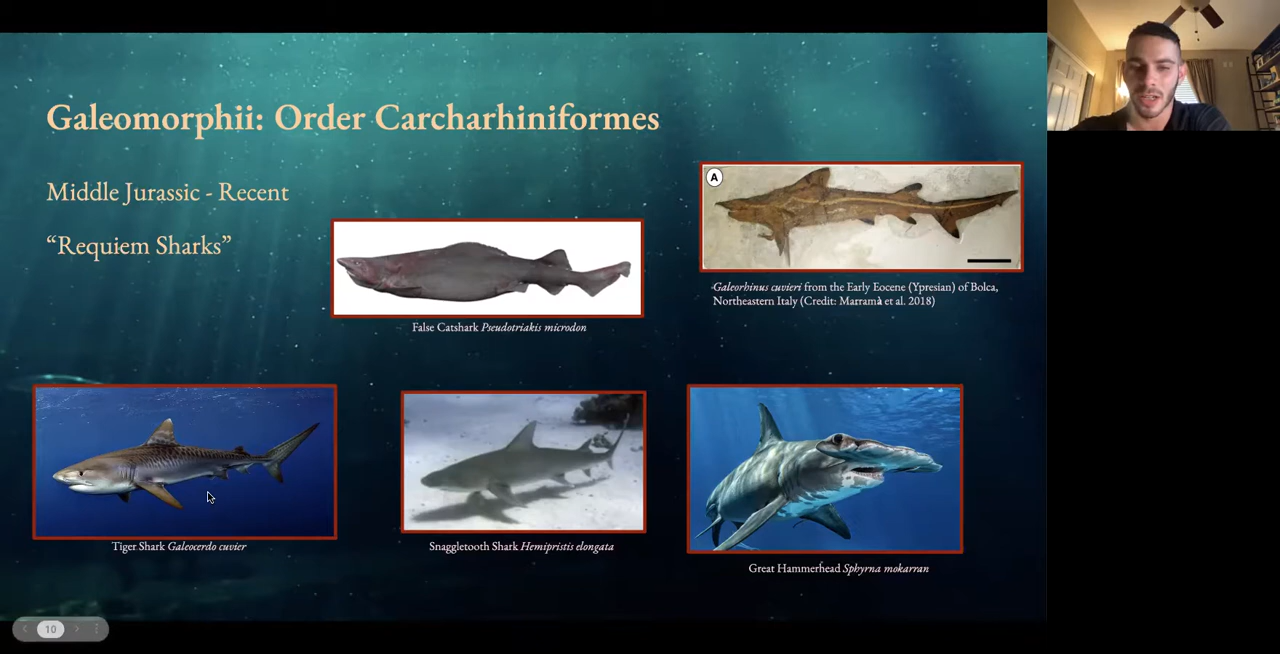 Galeomorphii: Order Carcharhiniformes
Middle Jurassic - Recent
“Requiem Sharks”
A
Galeorhinus cuvieri from the Early Eocene (Ypresian) of Bolca,
Northeastern Italy (Credit: Marramà et al. 2018)
False Catshark Pseudotriakis microdon
Tiger Shark Galeocerdo cuvier
Snaggletooth Shark Hemipristis elongata
Great Hammerhead Sphyrna mokarran
10